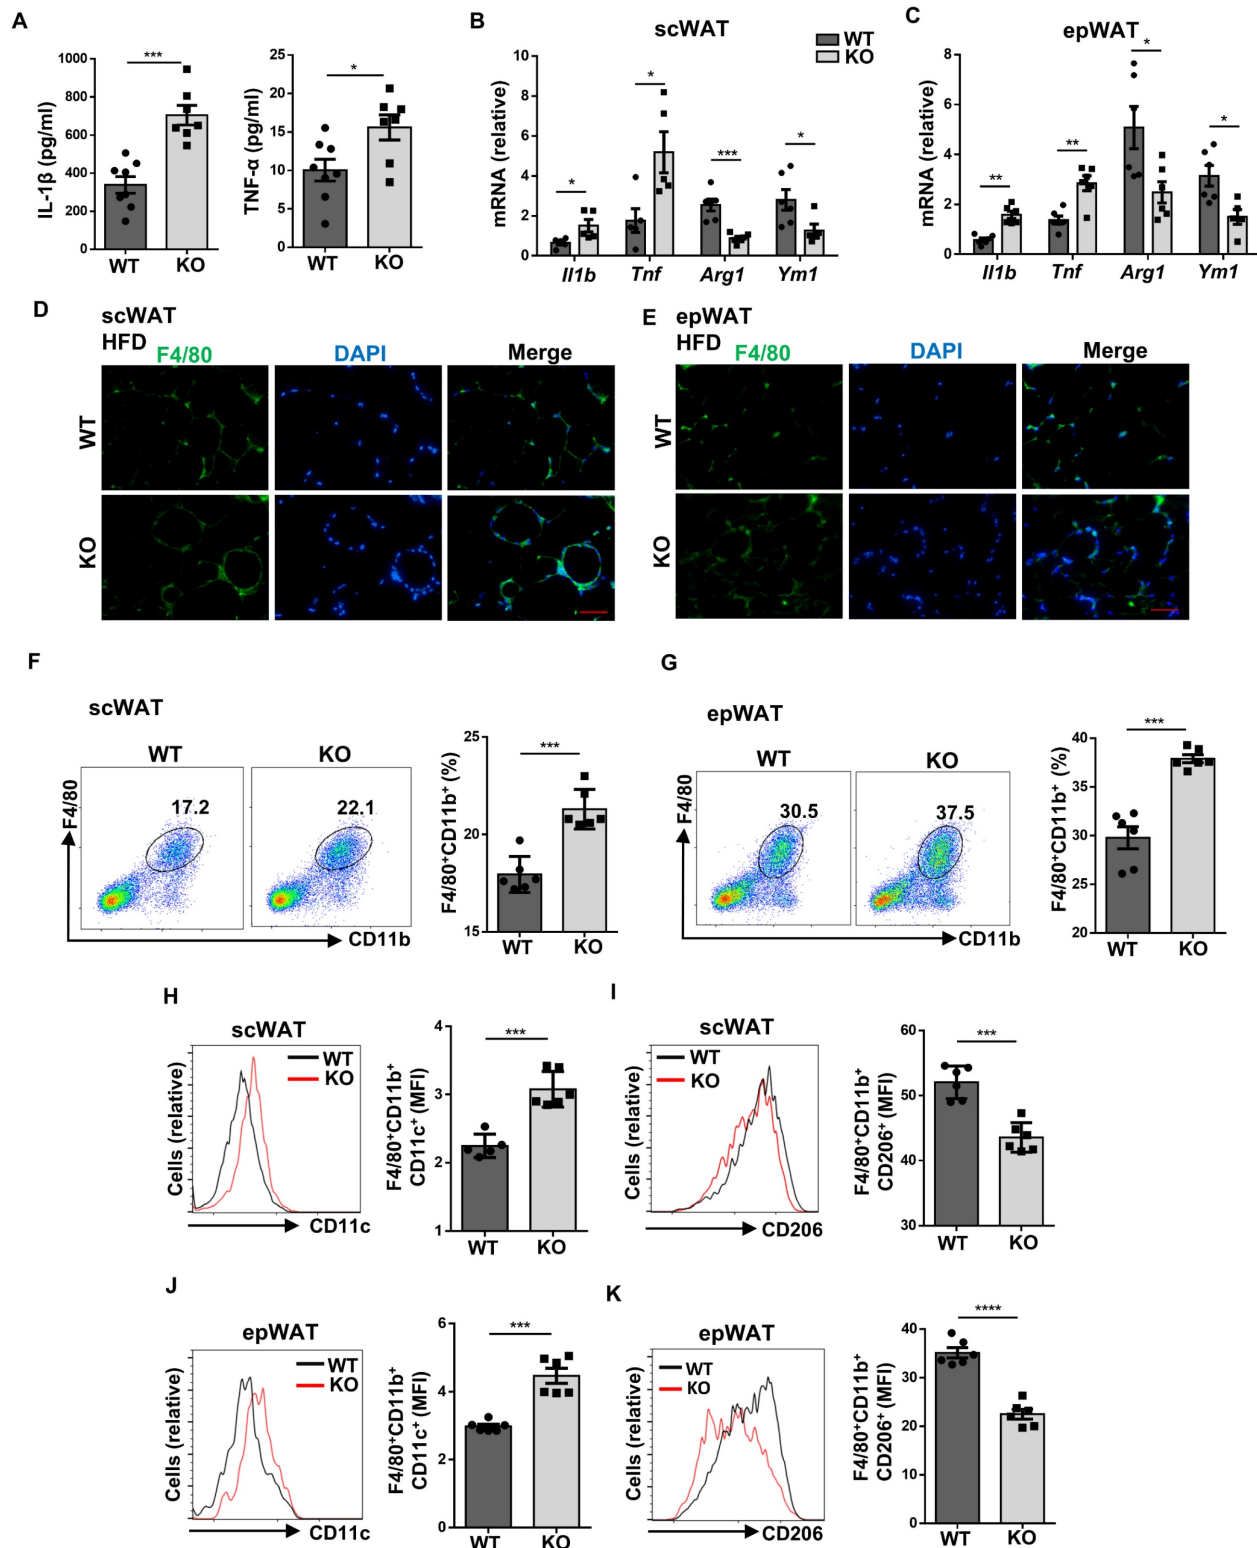 A
IL-1β (pg/ml)
1000
800
600
400
200
0
***
WT
KO
TNF-α (pg/ml)
25
20
15
10
5
0
*
WT
KO
B
scWAT
WT
KO
mRNA (relative)
10
8
6
4
2
0
*
*
***
*
Il1b
Tnf
Arg1
Ym1
C
epWAT
mRNA (relative)
8
6
4
2
0
**
**
*
*
Il1b
Tnf
Arg1
Ym1
D
scWAT
HFD
F4/80
DAPI
Merge
WT
KO
E
epWAT
HFD
F4/80
DAPI
Merge
WT
KO
F
scWAT
WT
KO
F4/80
17.2
22.1
CD11b
F4/80⁺CD11b⁺ (%)
25
20
15
***
WT
KO
G
epWAT
WT
KO
F4/80
30.5
37.5
CD11b
F4/80⁺CD11b⁺ (%)
40
35
30
25
20
***
WT
KO
H
scWAT
WT
KO
Cells (relative)
CD11c
F4/80⁺CD11b⁺
CD11c⁺ (MFI)
4
3
2
1
***
WT
KO
I
scWAT
WT
KO
Cells (relative)
CD206
F4/80⁺CD11b⁺
CD206⁺ (MFI)
60
50
40
30
***
WT
KO
J
epWAT
WT
KO
Cells (relative)
CD11c
F4/80⁺CD11b⁺
CD11c⁺ (MFI)
6
4
2
0
***
WT
KO
K
epWAT
WT
KO
Cells (relative)
CD206
F4/80⁺CD11b⁺
CD206⁺ (MFI)
40
30
20
10
0
****
WT
KO